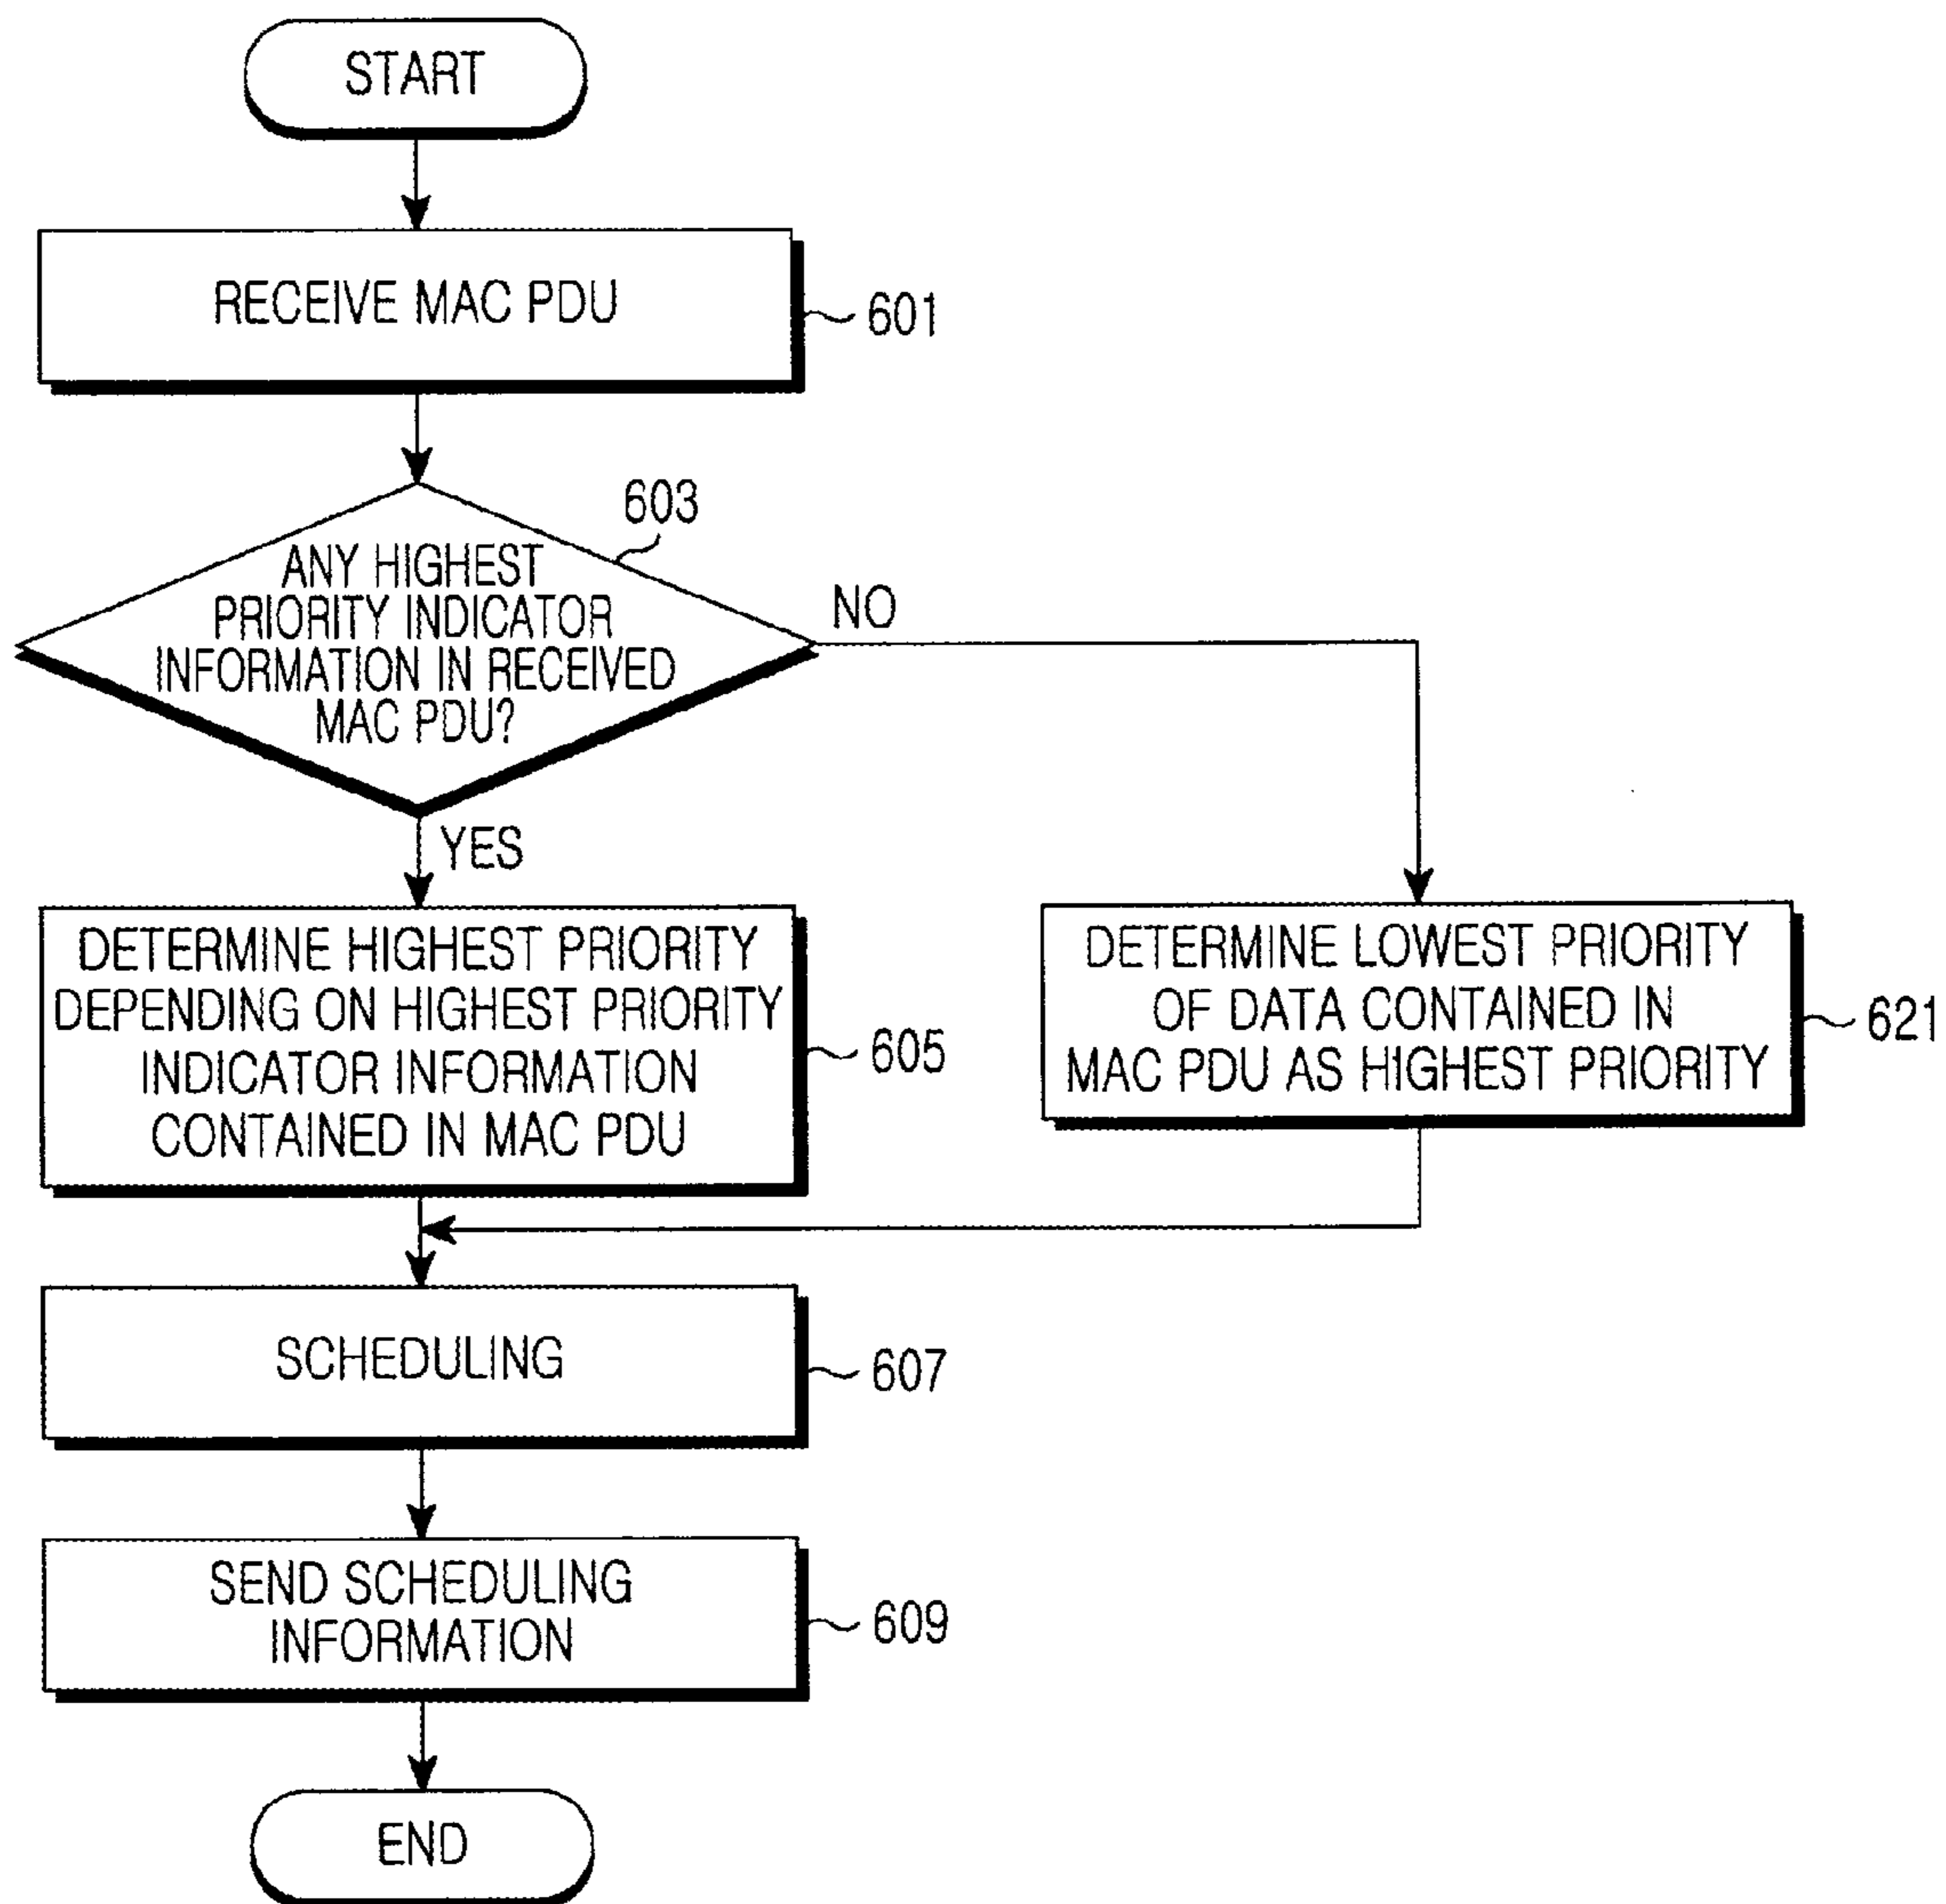 START
RECEIVE MAC PDU
601
603
ANY HIGHEST
PRIORITY INDICATOR
INFORMATION IN RECEIVED
MAC PDU?
NO
YES
DETERMINE HIGHEST PRIORITY
DEPENDING ON HIGHEST PRIORITY
INDICATOR INFORMATION
CONTAINED IN MAC PDU
605
DETERMINE LOWEST PRIORITY
OF DATA CONTAINED IN
MAC PDU AS HIGHEST PRIORITY
621
SCHEDULING
607
SEND SCHEDULING
INFORMATION
609
END